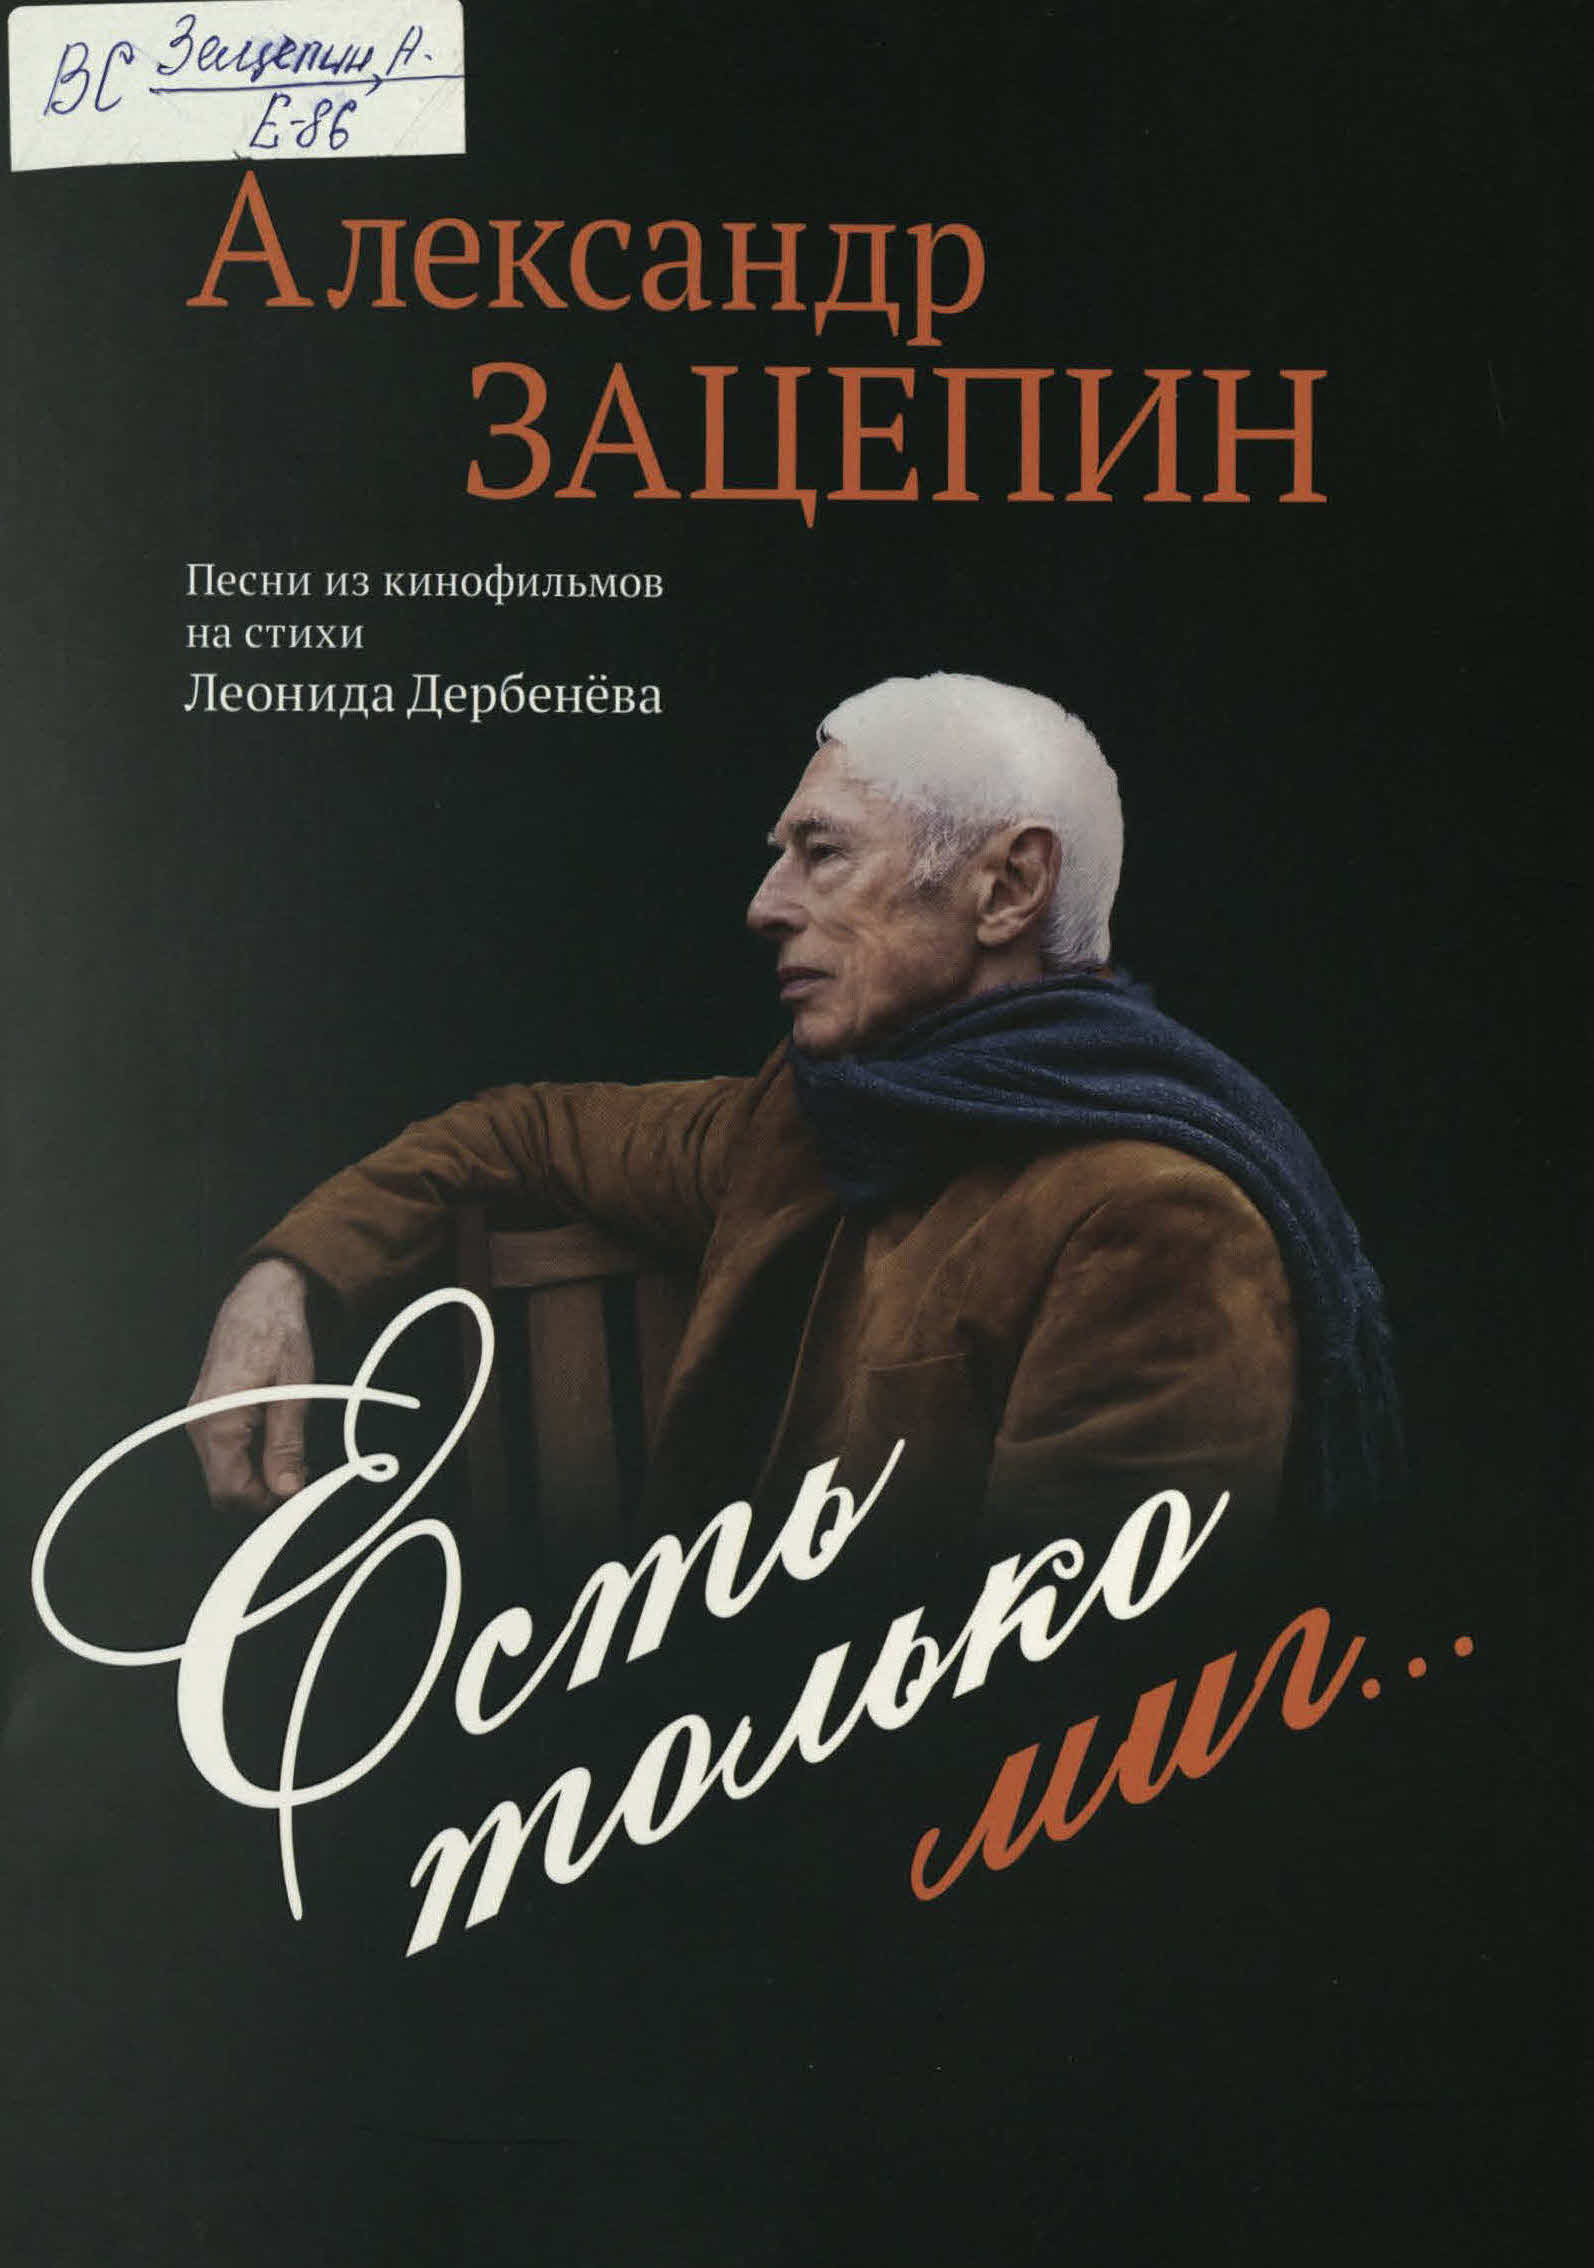 ВС Зацепин, А.
Е-86
Александр
ЗАЦЕПИН
Песни из кинофильмов
на стихи
Леонида Дербенёва
Есть
только
миг...